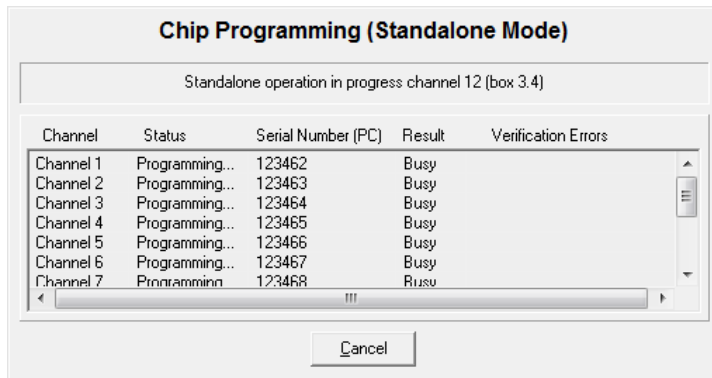 Chip Programming (Standalone Mode)
Standalone operation in progress channel 12 (box 3.4)
Channel Status Serial Number (PC) Result Verification Errors
Channel 1 Programming... 123462 Busy
Channel 2 Programming... 123463 Busy
Channel 3 Programming... 123464 Busy
Channel 4 Programming... 123465 Busy
Channel 5 Programming... 123466 Busy
Channel 6 Programming... 123467 Busy
Channel 7 Programming... 123468 Busy
Cancel